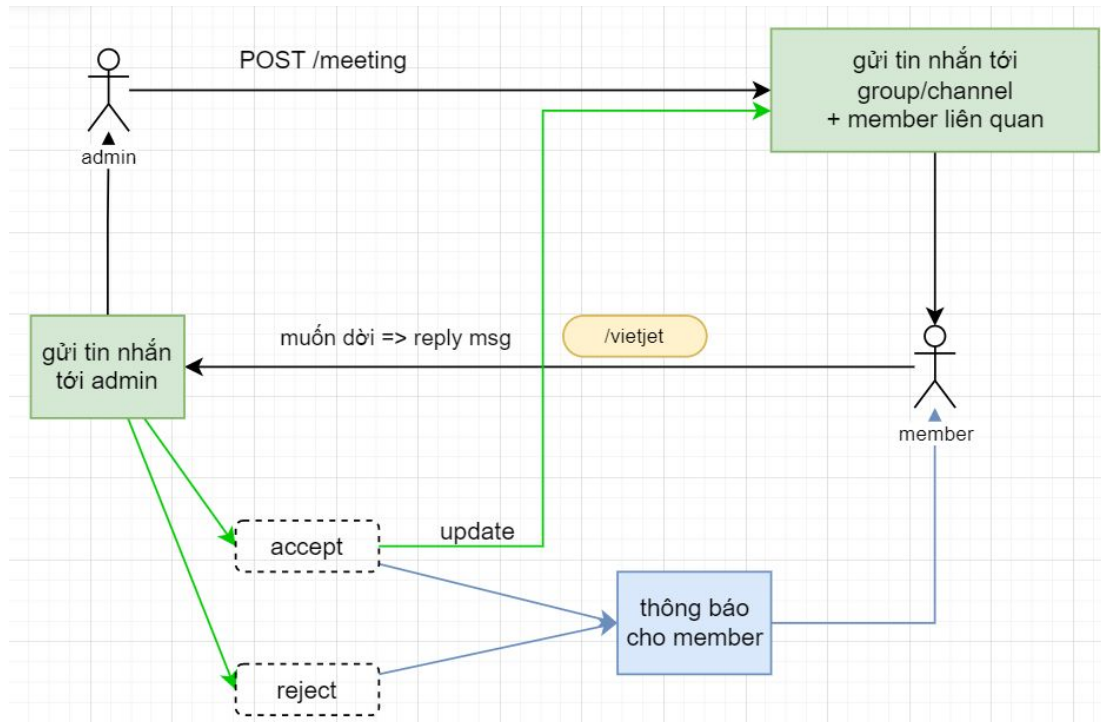 POST /meeting
gửi tin nhắn tới
group/channel
+ member liên quan
admin
muốn dời => reply msg
/vietjet
gửi tin nhắn
tới admin
member
accept
update
thông báo
cho member
reject